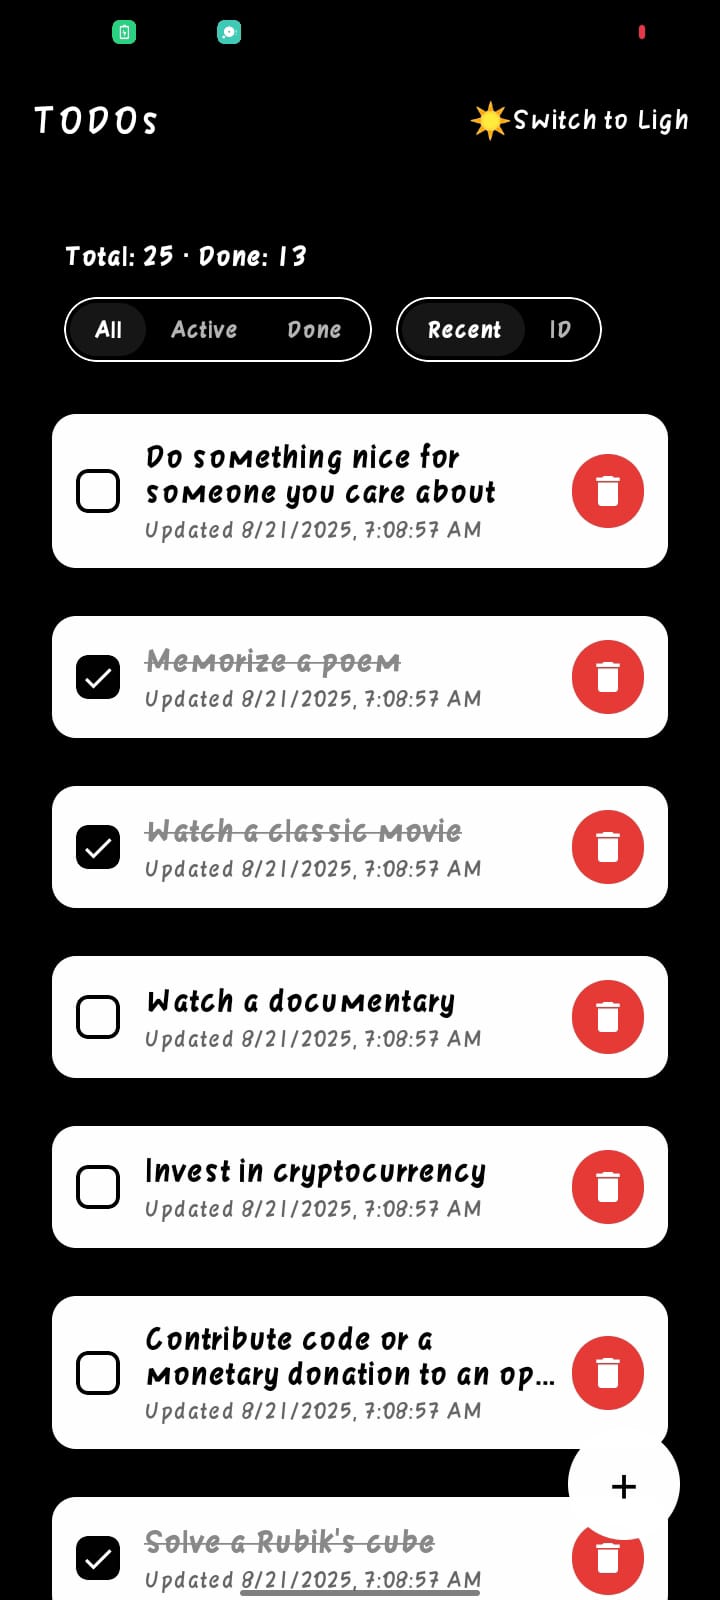 TODOs
☀️Switch to Ligh
Total: 25 · Done: 13
All Active Done Recent ID
Do something nice for
someone you care about
Updated 8/21/2025, 7:08:57 AM
Memorize a poem
Updated 8/21/2025, 7:08:57 AM
Watch a classic movie
Updated 8/21/2025, 7:08:57 AM
Watch a documentary
Updated 8/21/2025, 7:08:57 AM
Invest in cryptocurrency
Updated 8/21/2025, 7:08:57 AM
Contribute code or a
monetary donation to an op...
Updated 8/21/2025, 7:08:57 AM
+
Solve a Rubik's cube
Updated 8/21/2025, 7:08:57 AM